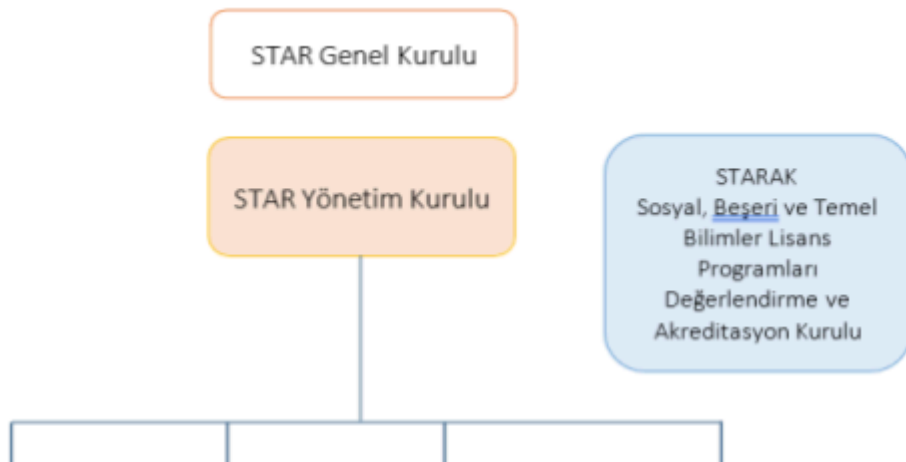 STAR Genel Kurulu
STAR Yönetim Kurulu
STARAK
Sosyal, Beşeri ve Temel
Bilimler Lisans
Programları
Değerlendirme ve
Akreditasyon Kurulu